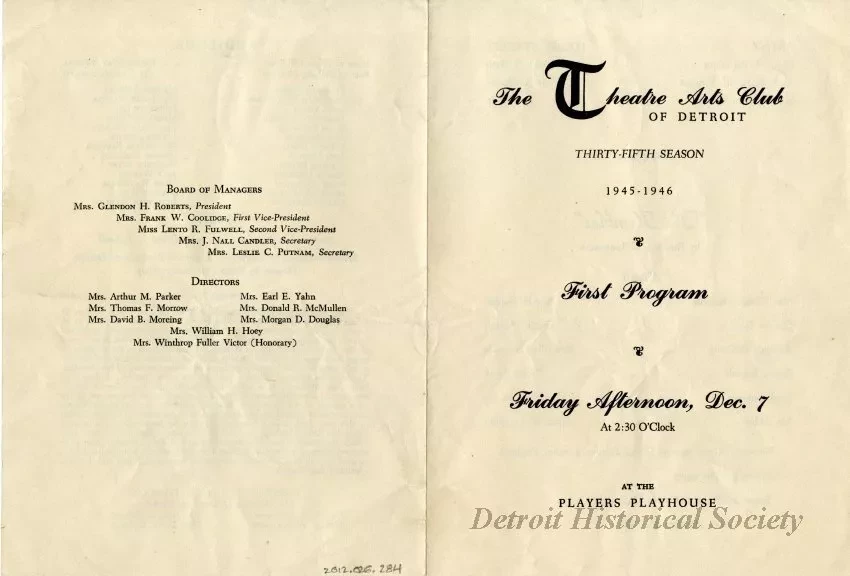 Board of Managers
Mrs. Glendon H. Roberts, President
Mrs. Frank W. Coolidge, First Vice-President
Miss Lento R. Fulwell, Second Vice-President
Mrs. J. Nall Candler, Secretary
Mrs. Leslie C. Putnam, Secretary
Directors
Mrs. Arthur M. Parker Mrs. Earl E. Yahn
Mrs. Thomas F. Morrow Mrs. Donald R. McMullen
Mrs. David B. Moreing Mrs. Morgan D. Douglas
Mrs. William H. Hoey
Mrs. Winthrop Fuller Victor (Honorary)
2012.026.284
The Theatre Arts Club
OF DETROIT
THIRTY-FIFTH SEASON
1945-1946
First Program
Friday Afternoon, Dec. 7
At 2:30 O'Clock
AT THE
PLAYERS PLAYHOUSE
Detroit Historical Society